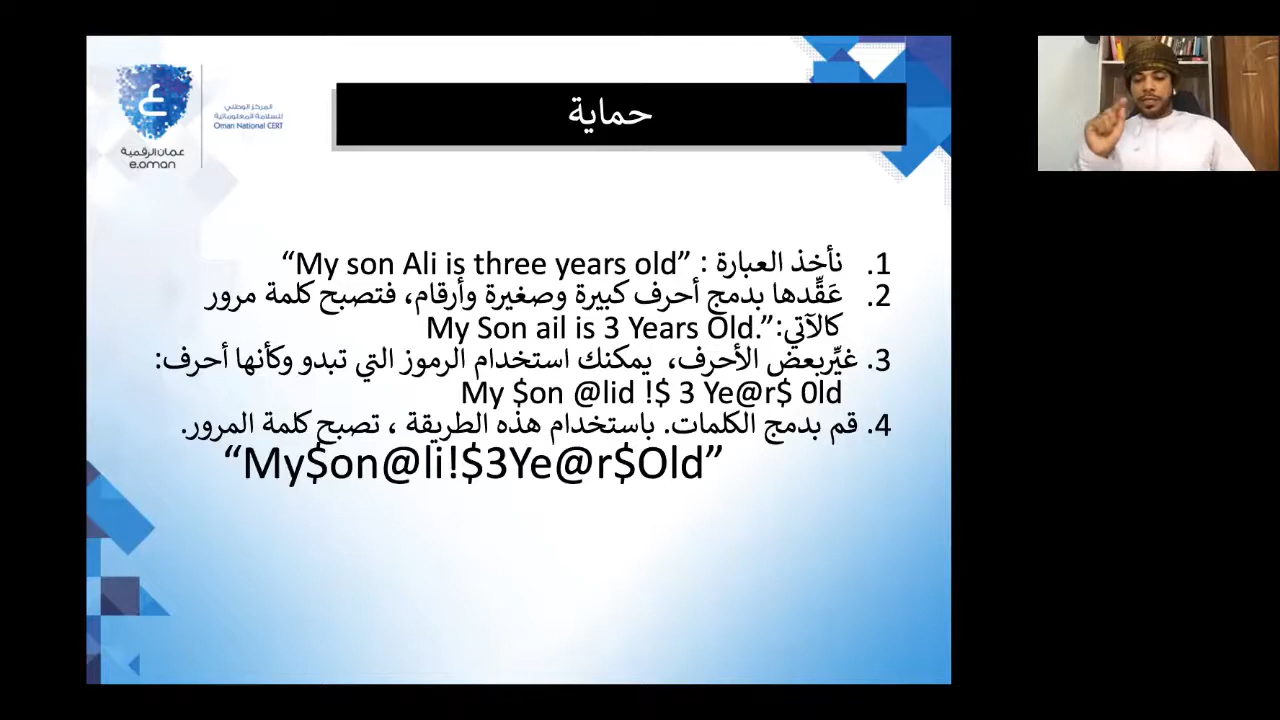 المركز الوطني
للسلامة المعلوماتية
Oman National CERT
عمان الرقمية
e.oman
حماية
1. نأخذ العبارة : “My son Ali is three years old”
2. عَقِّدها بدمج أحرف كبيرة وصغيرة وأرقام، فتصبح كلمة مرور
كالآتي:”.My Son ail is 3 Years Old
3. غيِّربعض الأحرف، يمكنك استخدام الرموز التي تبدو وكأنها أحرف:
My $on @lid !$ 3 Ye@r$ 0ld
4. قم بدمج الكلمات. باستخدام هذه الطريقة ، تصبح كلمة المرور.
“My$on@li!$3Ye@r$Old”